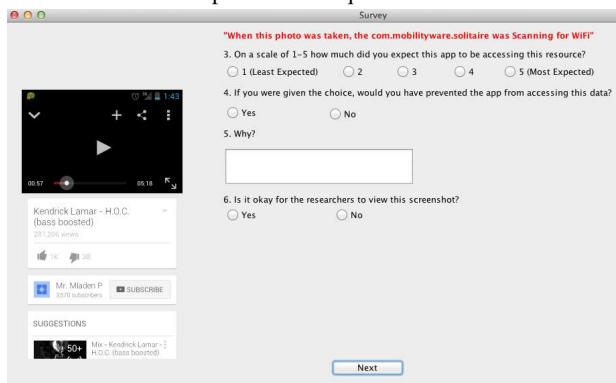 Survey
"When this photo was taken, the com.mobilityware.solitaire was Scanning for WiFi"
3. On a scale of 1–5 how much did you expect this app to be accessing this resource?
1 (Least Expected) 2 3 4 5 (Most Expected)
4. If you were given the choice, would you have prevented the app from accessing this data?
Yes No
5. Why?
6. Is it okay for the researchers to view this screenshot?
Yes No
Next
1:43
00:57 05:18
Kendrick Lamar - H.O.C.
(bass boosted)
281,206 views
1K 38
Mr. Mladen P
3,570 subscribers
SUBSCRIBE
SUGGESTIONS
50+
Mix - Kendrick Lamar -
H.O.C. (bass boosted)